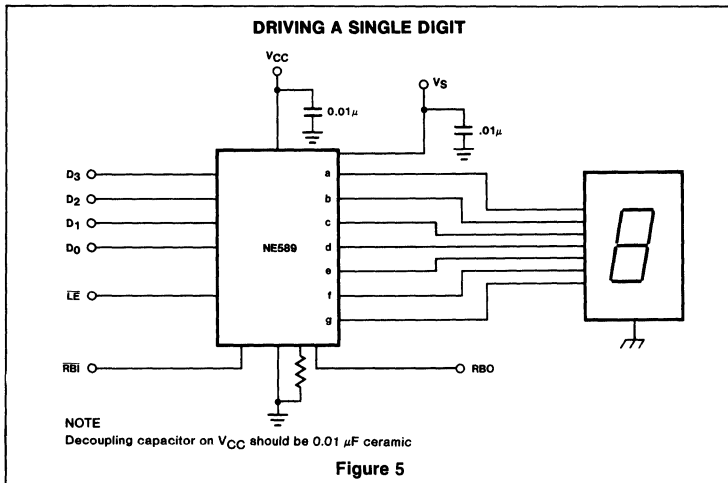 DRIVING A SINGLE DIGIT
VCC
VS
0.01μ
.01μ
D3
a
D2
b
D1
c
D0
NE589
d
e
LE
f
g
RBI
RBO
NOTE
Decoupling capacitor on VCC should be 0.01 μF ceramic
Figure 5